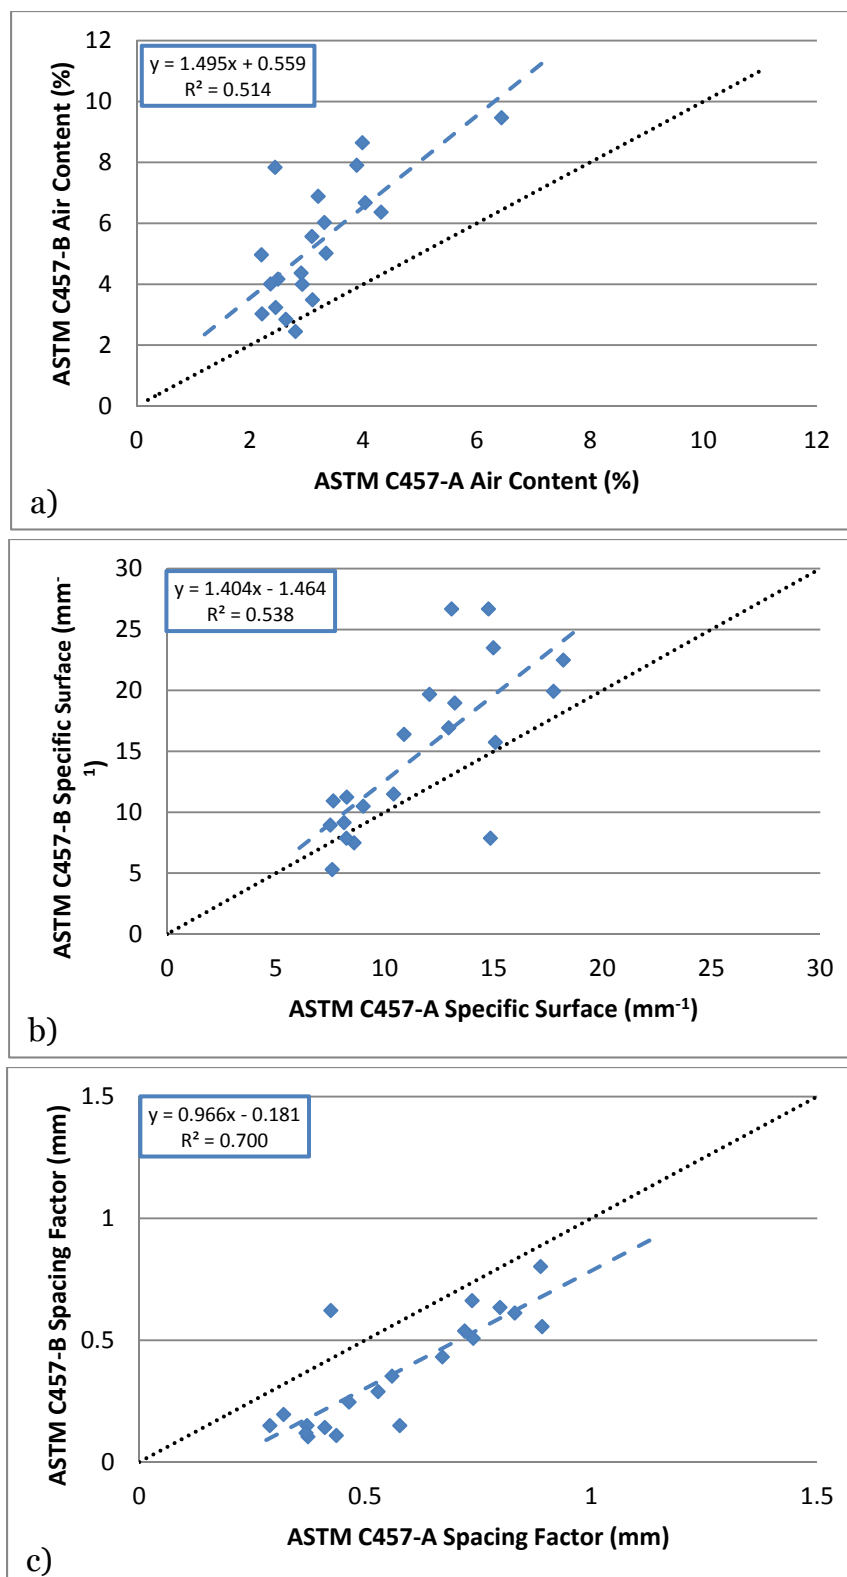 y = 1.495x + 0.559
R² = 0.514
ASTM C457-B Air Content (%)
12
10
8
6
4
2
0
0 2 4 6 8 10 12
ASTM C457-A Air Content (%)
a)
y = 1.404x - 1.464
R² = 0.538
ASTM C457-B Specific Surface (mm⁻
¹)
30
25
20
15
10
5
0
0 5 10 15 20 25 30
ASTM C457-A Specific Surface (mm⁻¹)
b)
y = 0.966x - 0.181
R² = 0.700
ASTM C457-B Spacing Factor (mm)
1.5
1
0.5
0
0 0.5 1 1.5
ASTM C457-A Spacing Factor (mm)
c)